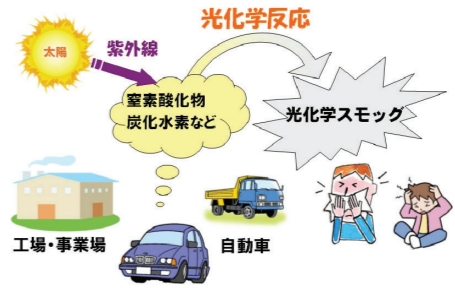 光化学反応
太陽
紫外線
窒素酸化物
炭化水素など
光化学スモッグ
工場・事業場
自動車